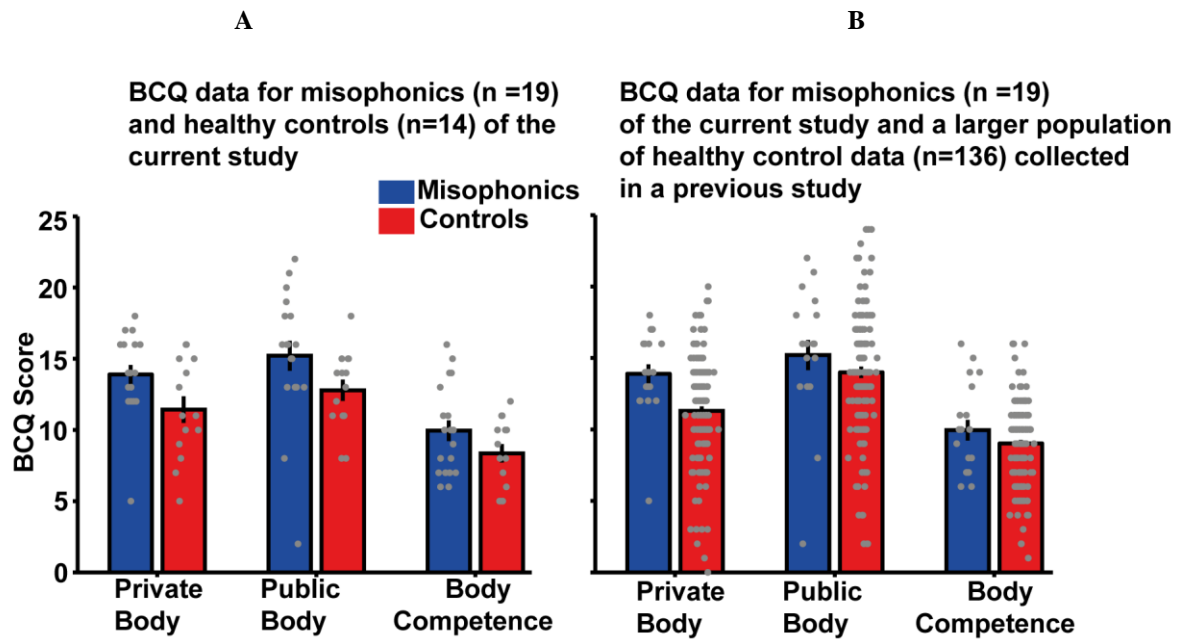 A
B
BCQ data for misophonics (n =19)
and healthy controls (n=14) of the
current study
BCQ data for misophonics (n =19)
of the current study and a larger population
of healthy control data (n=136) collected
in a previous study
Misophonics
Controls
BCQ Score
25
20
15
10
5
0
Private
Body
Public
Body
Body
Competence
Private
Body
Public
Body
Body
Competence